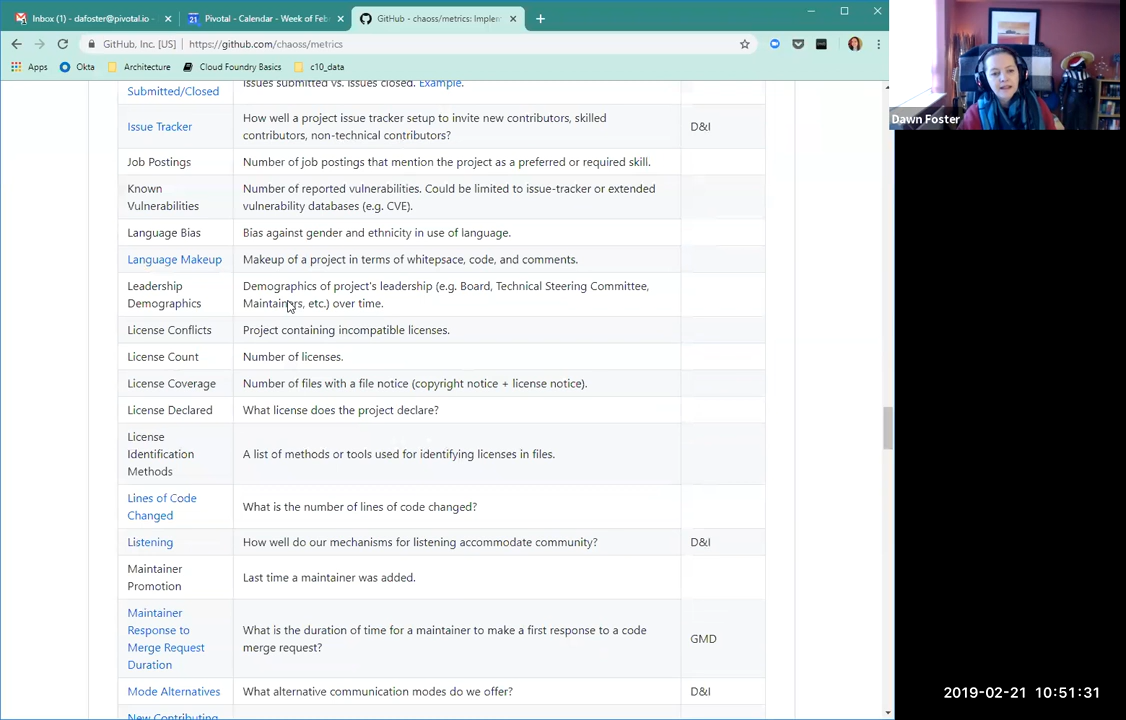 Inbox (1) - dafoster@pivotal.io -
Pivotal - Calendar - Week of Feb
GitHub - chaoss/metrics: Implem
GitHub, Inc. [US] | https://github.com/chaoss/metrics
Apps Okta Architecture Cloud Foundry Basics c10_data
Dawn Foster
Submitted/Closed Issues submitted vs. issues closed. Example.
Issue Tracker
How well a project issue tracker setup to invite new contributors, skilled
contributors, non-technical contributors?
D&I
Job Postings Number of job postings that mention the project as a preferred or required skill.
Known
Vulnerabilities
Number of reported vulnerabilities. Could be limited to issue-tracker or extended
vulnerability databases (e.g. CVE).
Language Bias Bias against gender and ethnicity in use of language.
Language Makeup Makeup of a project in terms of whitepsace, code, and comments.
Leadership
Demographics
Demographics of project's leadership (e.g. Board, Technical Steering Committee,
Maintainers, etc.) over time.
License Conflicts Project containing incompatible licenses.
License Count Number of licenses.
License Coverage Number of files with a file notice (copyright notice + license notice).
License Declared What license does the project declare?
License
Identification
Methods
A list of methods or tools used for identifying licenses in files.
Lines of Code
Changed
What is the number of lines of code changed?
Listening How well do our mechanisms for listening accommodate community? D&I
Maintainer
Promotion
Last time a maintainer was added.
Maintainer
Response to
Merge Request
Duration
What is the duration of time for a maintainer to make a first response to a code
merge request?
GMD
Mode Alternatives What alternative communication modes do we offer? D&I
New Contributing
2019-02-21 10:51:31